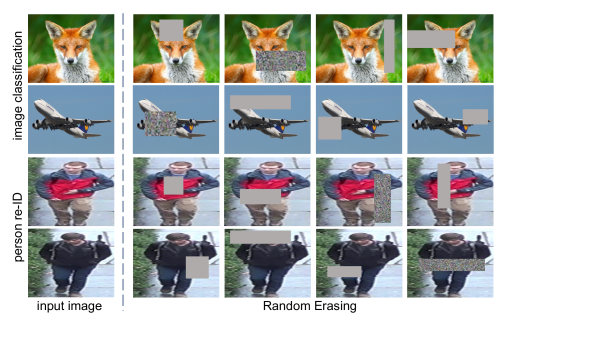 image classification
person re-ID
input image
Random Erasing